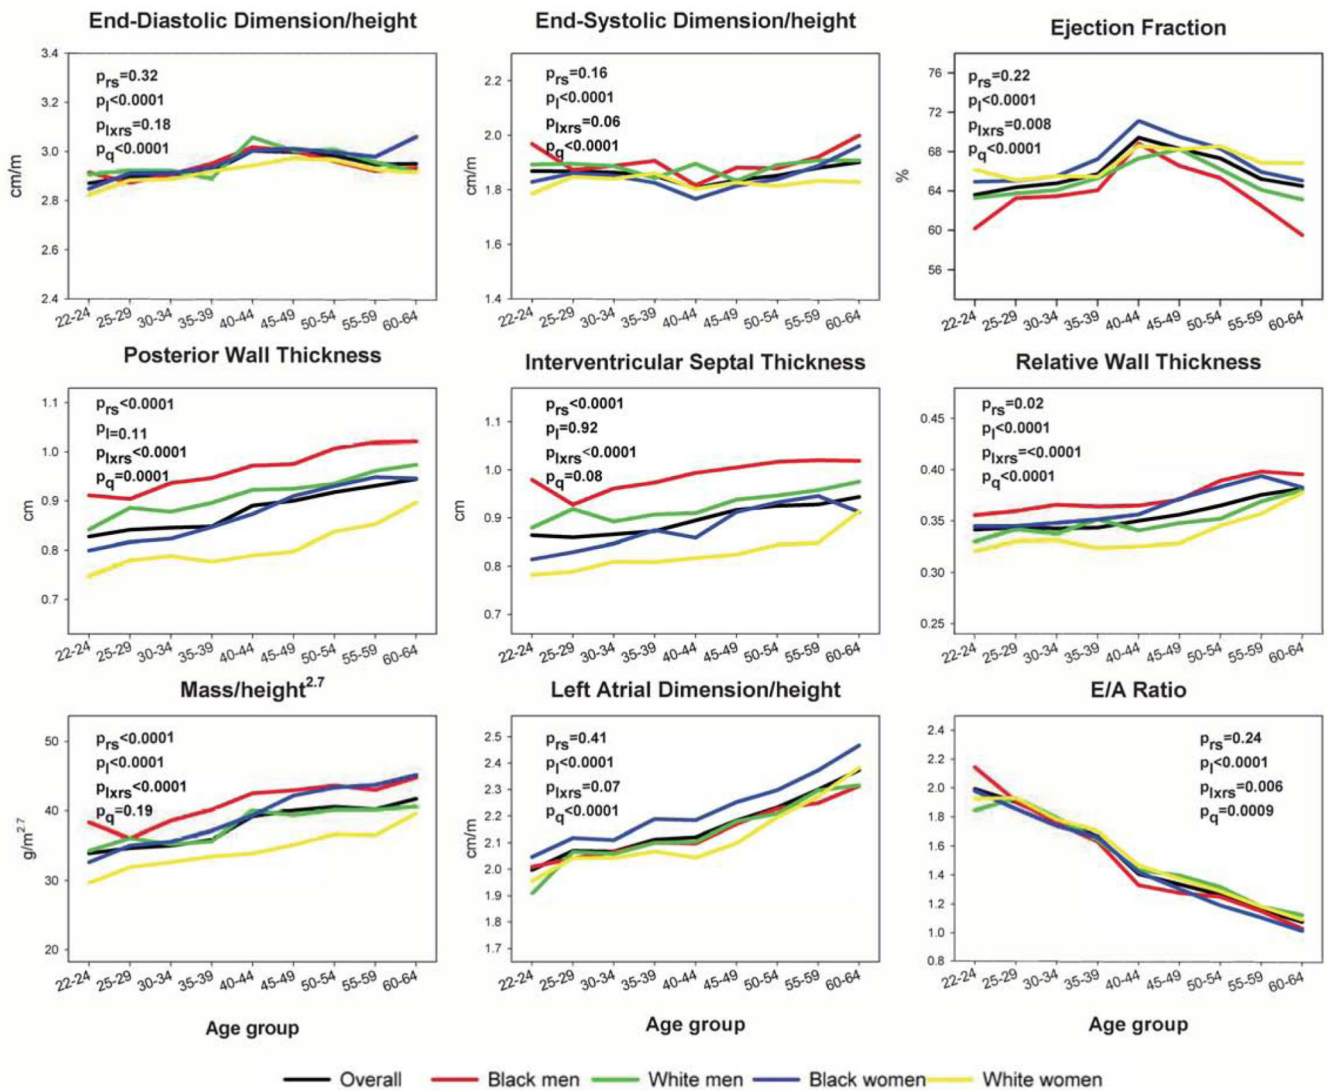 End-Diastolic Dimension/height
3.4
3.2
3.0
2.8
2.6
2.4
cm/m
prs=0.32
pl<0.0001
plxrs=0.18
pq<0.0001
22-24 25-29 30-34 35-39 40-44 45-49 50-54 55-59 60-64
End-Systolic Dimension/height
2.2
2.0
1.8
1.6
1.4
cm/m
prs=0.16
pl<0.0001
plxrs=0.06
pq<0.0001
22-24 25-29 30-34 35-39 40-44 45-49 50-54 55-59 60-64
Ejection Fraction
76
72
68
64
60
56
%
prs=0.22
pl<0.0001
plxrs=0.008
pq<0.0001
22-24 25-29 30-34 35-39 40-44 45-49 50-54 55-59 60-64
Posterior Wall Thickness
1.1
1.0
0.9
0.8
0.7
cm
prs<0.0001
pl=0.11
plxrs<0.0001
pq=0.0001
22-24 25-29 30-34 35-39 40-44 45-49 50-54 55-59 60-64
Interventricular Septal Thickness
1.1
1.0
0.9
0.8
0.7
cm
prs<0.0001
pl=0.92
plxrs<0.0001
pq=0.08
22-24 25-29 30-34 35-39 40-44 45-49 50-54 55-59 60-64
Relative Wall Thickness
0.45
0.40
0.35
0.30
0.25
prs=0.02
pl<0.0001
plxrs=<0.0001
pq<0.0001
22-24 25-29 30-34 35-39 40-44 45-49 50-54 55-59 60-64
Mass/height2.7
50
40
30
20
g/m2.7
prs<0.0001
pl<0.0001
plxrs<0.0001
pq=0.19
22-24 25-29 30-34 35-39 40-44 45-49 50-54 55-59 60-64
Age group
Left Atrial Dimension/height
2.5
2.4
2.3
2.2
2.1
2.0
1.9
1.8
1.7
cm/m
prs=0.41
pl<0.0001
plxrs=0.07
pq<0.0001
22-24 25-29 30-34 35-39 40-44 45-49 50-54 55-59 60-64
Age group
E/A Ratio
2.4
2.2
2.0
1.8
1.6
1.4
1.2
1.0
0.8
prs=0.24
pl<0.0001
plxrs=0.006
pq=0.0009
22-24 25-29 30-34 35-39 40-44 45-49 50-54 55-59 60-64
Age group
Overall Black men White men Black women White women